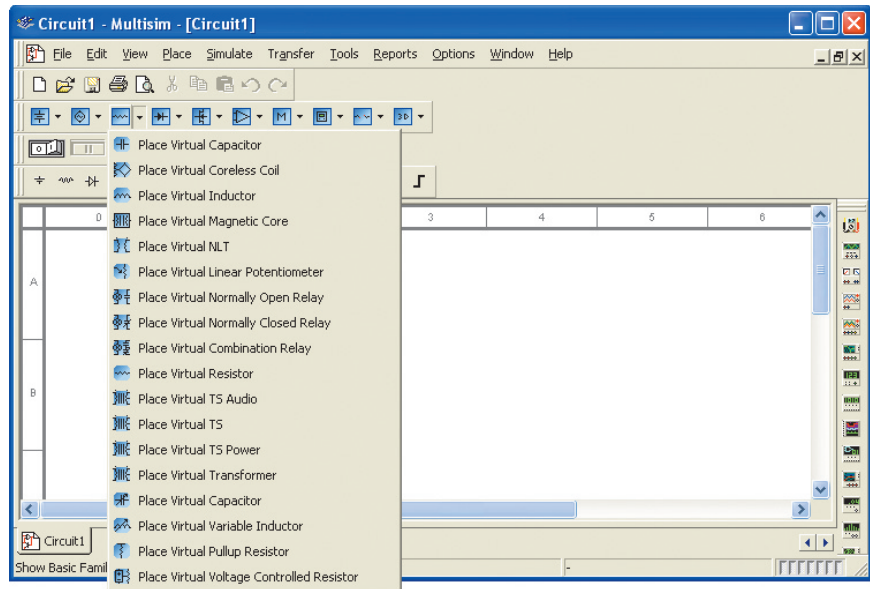 Circuit1 - Multisim - [Circuit1]
File Edit View Place Simulate Transfer Tools Reports Options Window Help
M
3D
Place Virtual Capacitor
Place Virtual Coreless Coil
Place Virtual Inductor
0 3 4 5 6
Place Virtual Magnetic Core
Place Virtual NLT
Place Virtual Linear Potentiometer
A
Place Virtual Normally Open Relay
Place Virtual Normally Closed Relay
Place Virtual Combination Relay
Place Virtual Resistor
B
Place Virtual TS Audio
Place Virtual TS
Place Virtual TS Power
Place Virtual Transformer
Place Virtual Capacitor
Place Virtual Variable Inductor
Circuit1
Place Virtual Pullup Resistor
Show Basic Famil
Place Virtual Voltage Controlled Resistor
-